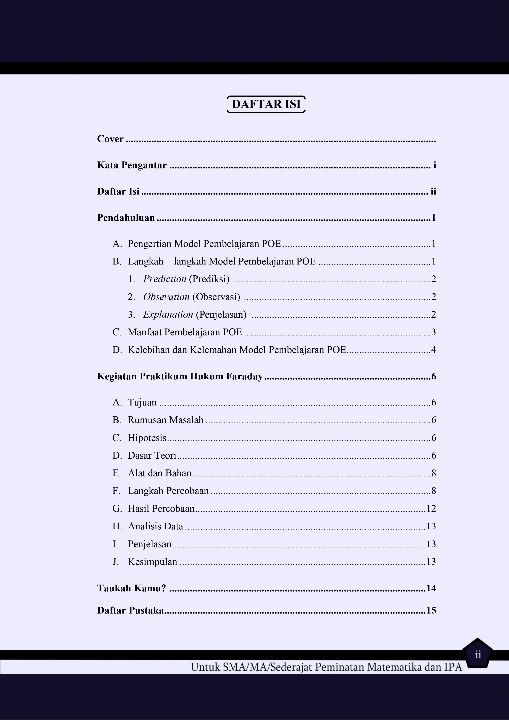 DAFTAR ISI
Cover ........................................................
Kata Pengantar ........................................................ i
Daftar Isi ........................................................ ii
Pendahuluan ........................................................ 1
A. Pengertian Model Pembelajaran POE ........................................................ 1
B. Langkah – langkah Model Pembelajaran POE ........................................................ 1
1. Prediction (Prediksi) ........................................................ 2
2. Obsevation (Observasi) ........................................................ 2
3. Explanation (Penjelasan) ........................................................ 2
C. Manfaat Pembelajaran POE ........................................................ 3
D. Kelebihan dan Kelemahan Model Pembelajaran POE ........................................................ 4
Kegiatan Praktikum Hukum Faraday ........................................................ 6
A. Tujuan ........................................................ 6
B. Rumusan Masalah ........................................................ 6
C. Hipotesis ........................................................ 6
D. Dasar Teori ........................................................ 6
E. Alat dan Bahan ........................................................ 8
F. Langkah Percobaan ........................................................ 8
G. Hasil Percobaan ........................................................ 12
H. Analisis Data ........................................................ 13
I. Penjelasan ........................................................ 13
J. Kesimpulan ........................................................ 13
Taukah Kamu? ........................................................ 14
Daftar Pustaka ........................................................ 15
ii
Untuk SMA/MA/Sederajat Peminatan Matematika dan IPA